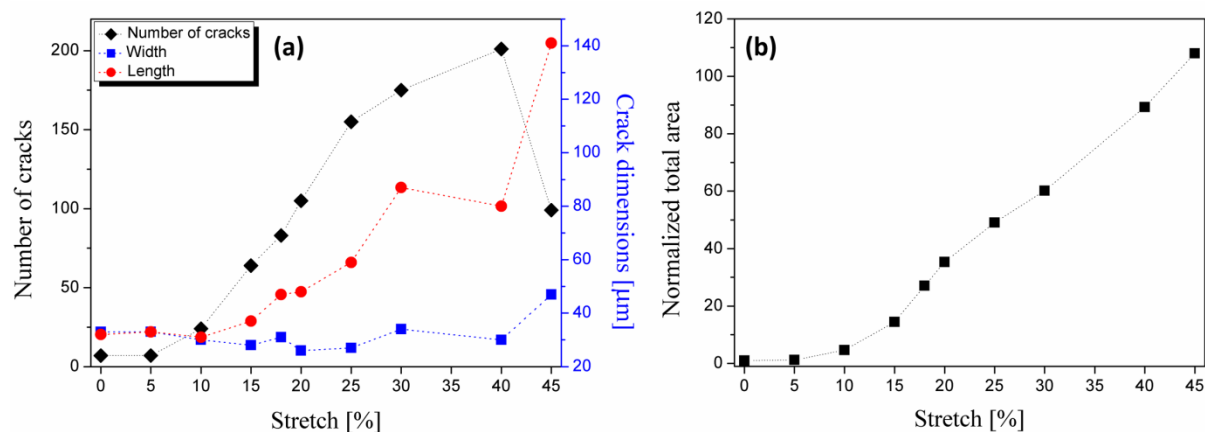 Number of cracks
Width
Length
(a)
200
150
100
50
0
Number of cracks
140
120
100
80
60
40
20
Crack dimensions [µm]
0 5 10 15 20 25 30 35 40 45
Stretch [%]
(b)
120
100
80
60
40
20
0
Normalized total area
0 5 10 15 20 25 30 35 40 45
Stretch [%]